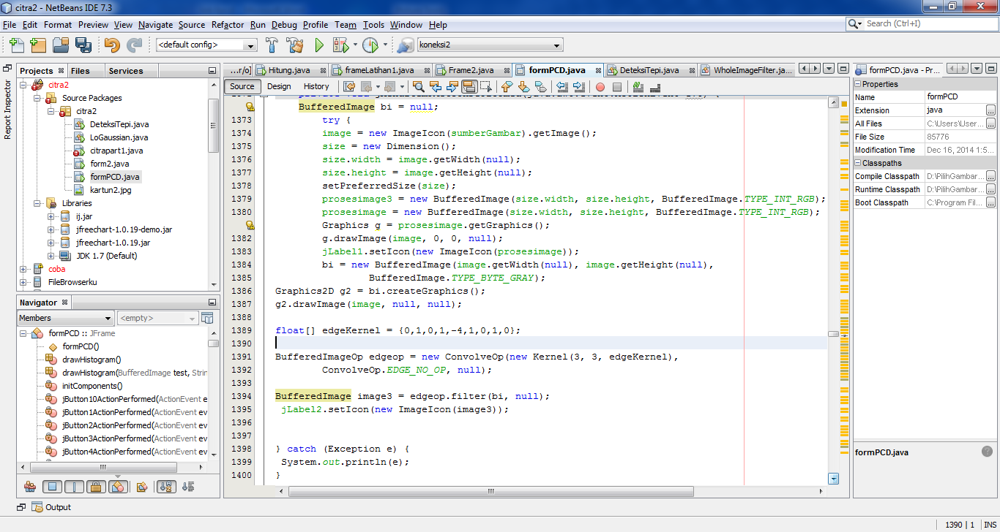 citra2 - NetBeans IDE 7.3
File Edit Format Preview View Navigate Source Refactor Run Debug Profile Team Tools Window Help
Search (Ctrl+I)
<default config>
koneksi2
Report Inspector
Projects Files Services
citra2
Source Packages
citra2
DeteksiTepi.java
LoGaussian.java
citrapart1.java
form2.java
formPCD.java
kartun2.jpg
Libraries
ij.jar
jfreechart-1.0.19-demo.jar
jfreechart-1.0.19.jar
JDK 1.7 (Default)
coba
FileBrowserku
Navigator
Members
<empty>
formPCD :: JFrame
formPCD()
drawHistogram()
drawHistogram(BufferedImage test, Strin
initComponents()
jButton10ActionPerformed(ActionEvent e
jButton1ActionPerformed(ActionEvent ev
jButton2ActionPerformed(ActionEvent ev
jButton3ActionPerformed(ActionEvent ev
jButton4ActionPerformed(ActionEvent ev
Output
...r/o] Hitung.java frameLatihan1.java Frame2.java formPCD.java DeteksiTepi.java WholeImageFilter.ja...
Source Design History
BufferedImage bi = null;
1373 try {
1374 image = new ImageIcon(sumberGambar).getImage();
1375 size = new Dimension();
1376 size.width = image.getWidth(null);
1377 size.height = image.getHeight(null);
1378 setPreferredSize(size);
1379 prosesimage3 = new BufferedImage(size.width, size.height, BufferedImage.TYPE_INT_RGB);
1380 prosesimage = new BufferedImage(size.width, size.height, BufferedImage.TYPE_INT_RGB);
Graphics g = prosesimage.getGraphics();
1382 g.drawImage(image, 0, 0, null);
1383 jLabel1.setIcon(new ImageIcon(prosesimage));
1384 bi = new BufferedImage(image.getWidth(null), image.getHeight(null),
1385 BufferedImage.TYPE_BYTE_GRAY);
1386 Graphics2D g2 = bi.createGraphics();
1387 g2.drawImage(image, null, null);
1388
1389 float[] edgeKernel = {0,1,0,1,-4,1,0,1,0};
1390
1391 BufferedImageOp edgeop = new ConvolveOp(new Kernel(3, 3, edgeKernel),
1392 ConvolveOp.EDGE_NO_OP, null);
1393
1394 BufferedImage image3 = edgeop.filter(bi, null);
1395 jLabel2.setIcon(new ImageIcon(image3));
1396
1397
1398 } catch (Exception e) {
1399 System.out.println(e);
1400 }
formPCD.java - Pr...
Properties
Name formPCD
Extension java
All Files C:\Users\User...
File Size 85776
Modification Time Dec 16, 2014 1:5...
Classpaths
Compile Classpath D:\PilihGambar...
Runtime Classpath D:\PilihGambar...
Boot Classpath C:\Program Fil...
formPCD.java
1390 | 1 INS